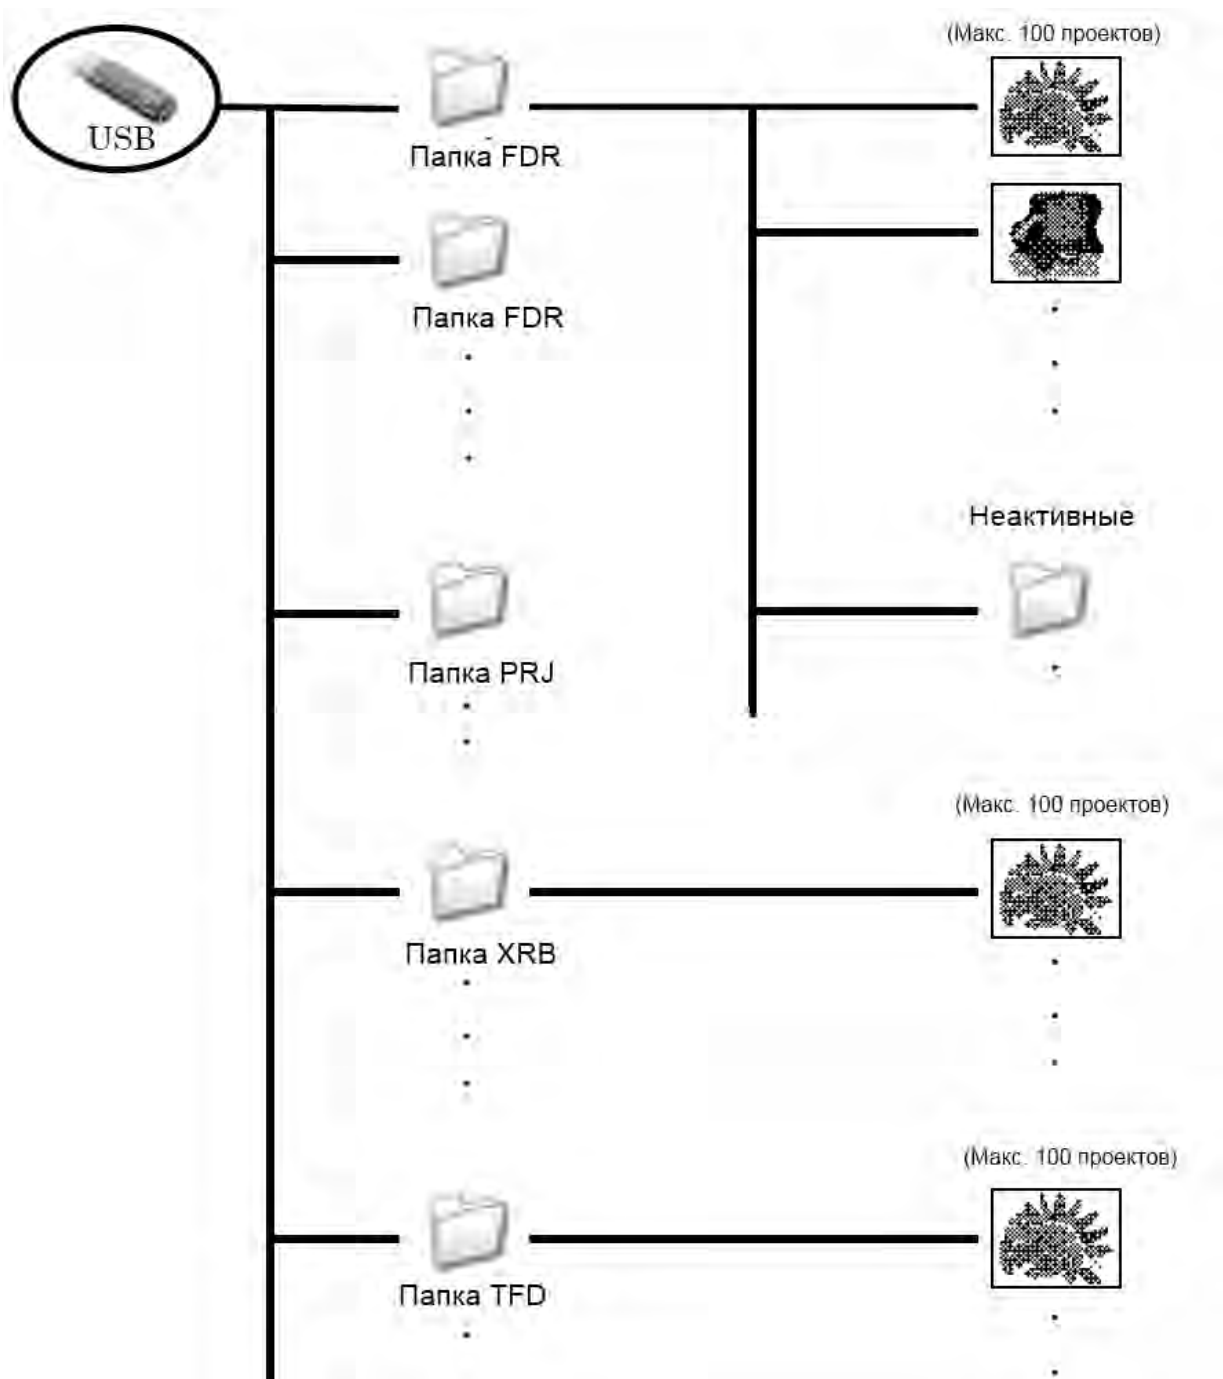 (Макс. 100 проектов)
USB
Папка FDR
Папка FDR
Неактивные
Папка PRJ
(Макс. 100 проектов)
Папка XRB
(Макс. 100 проектов)
Папка TFD